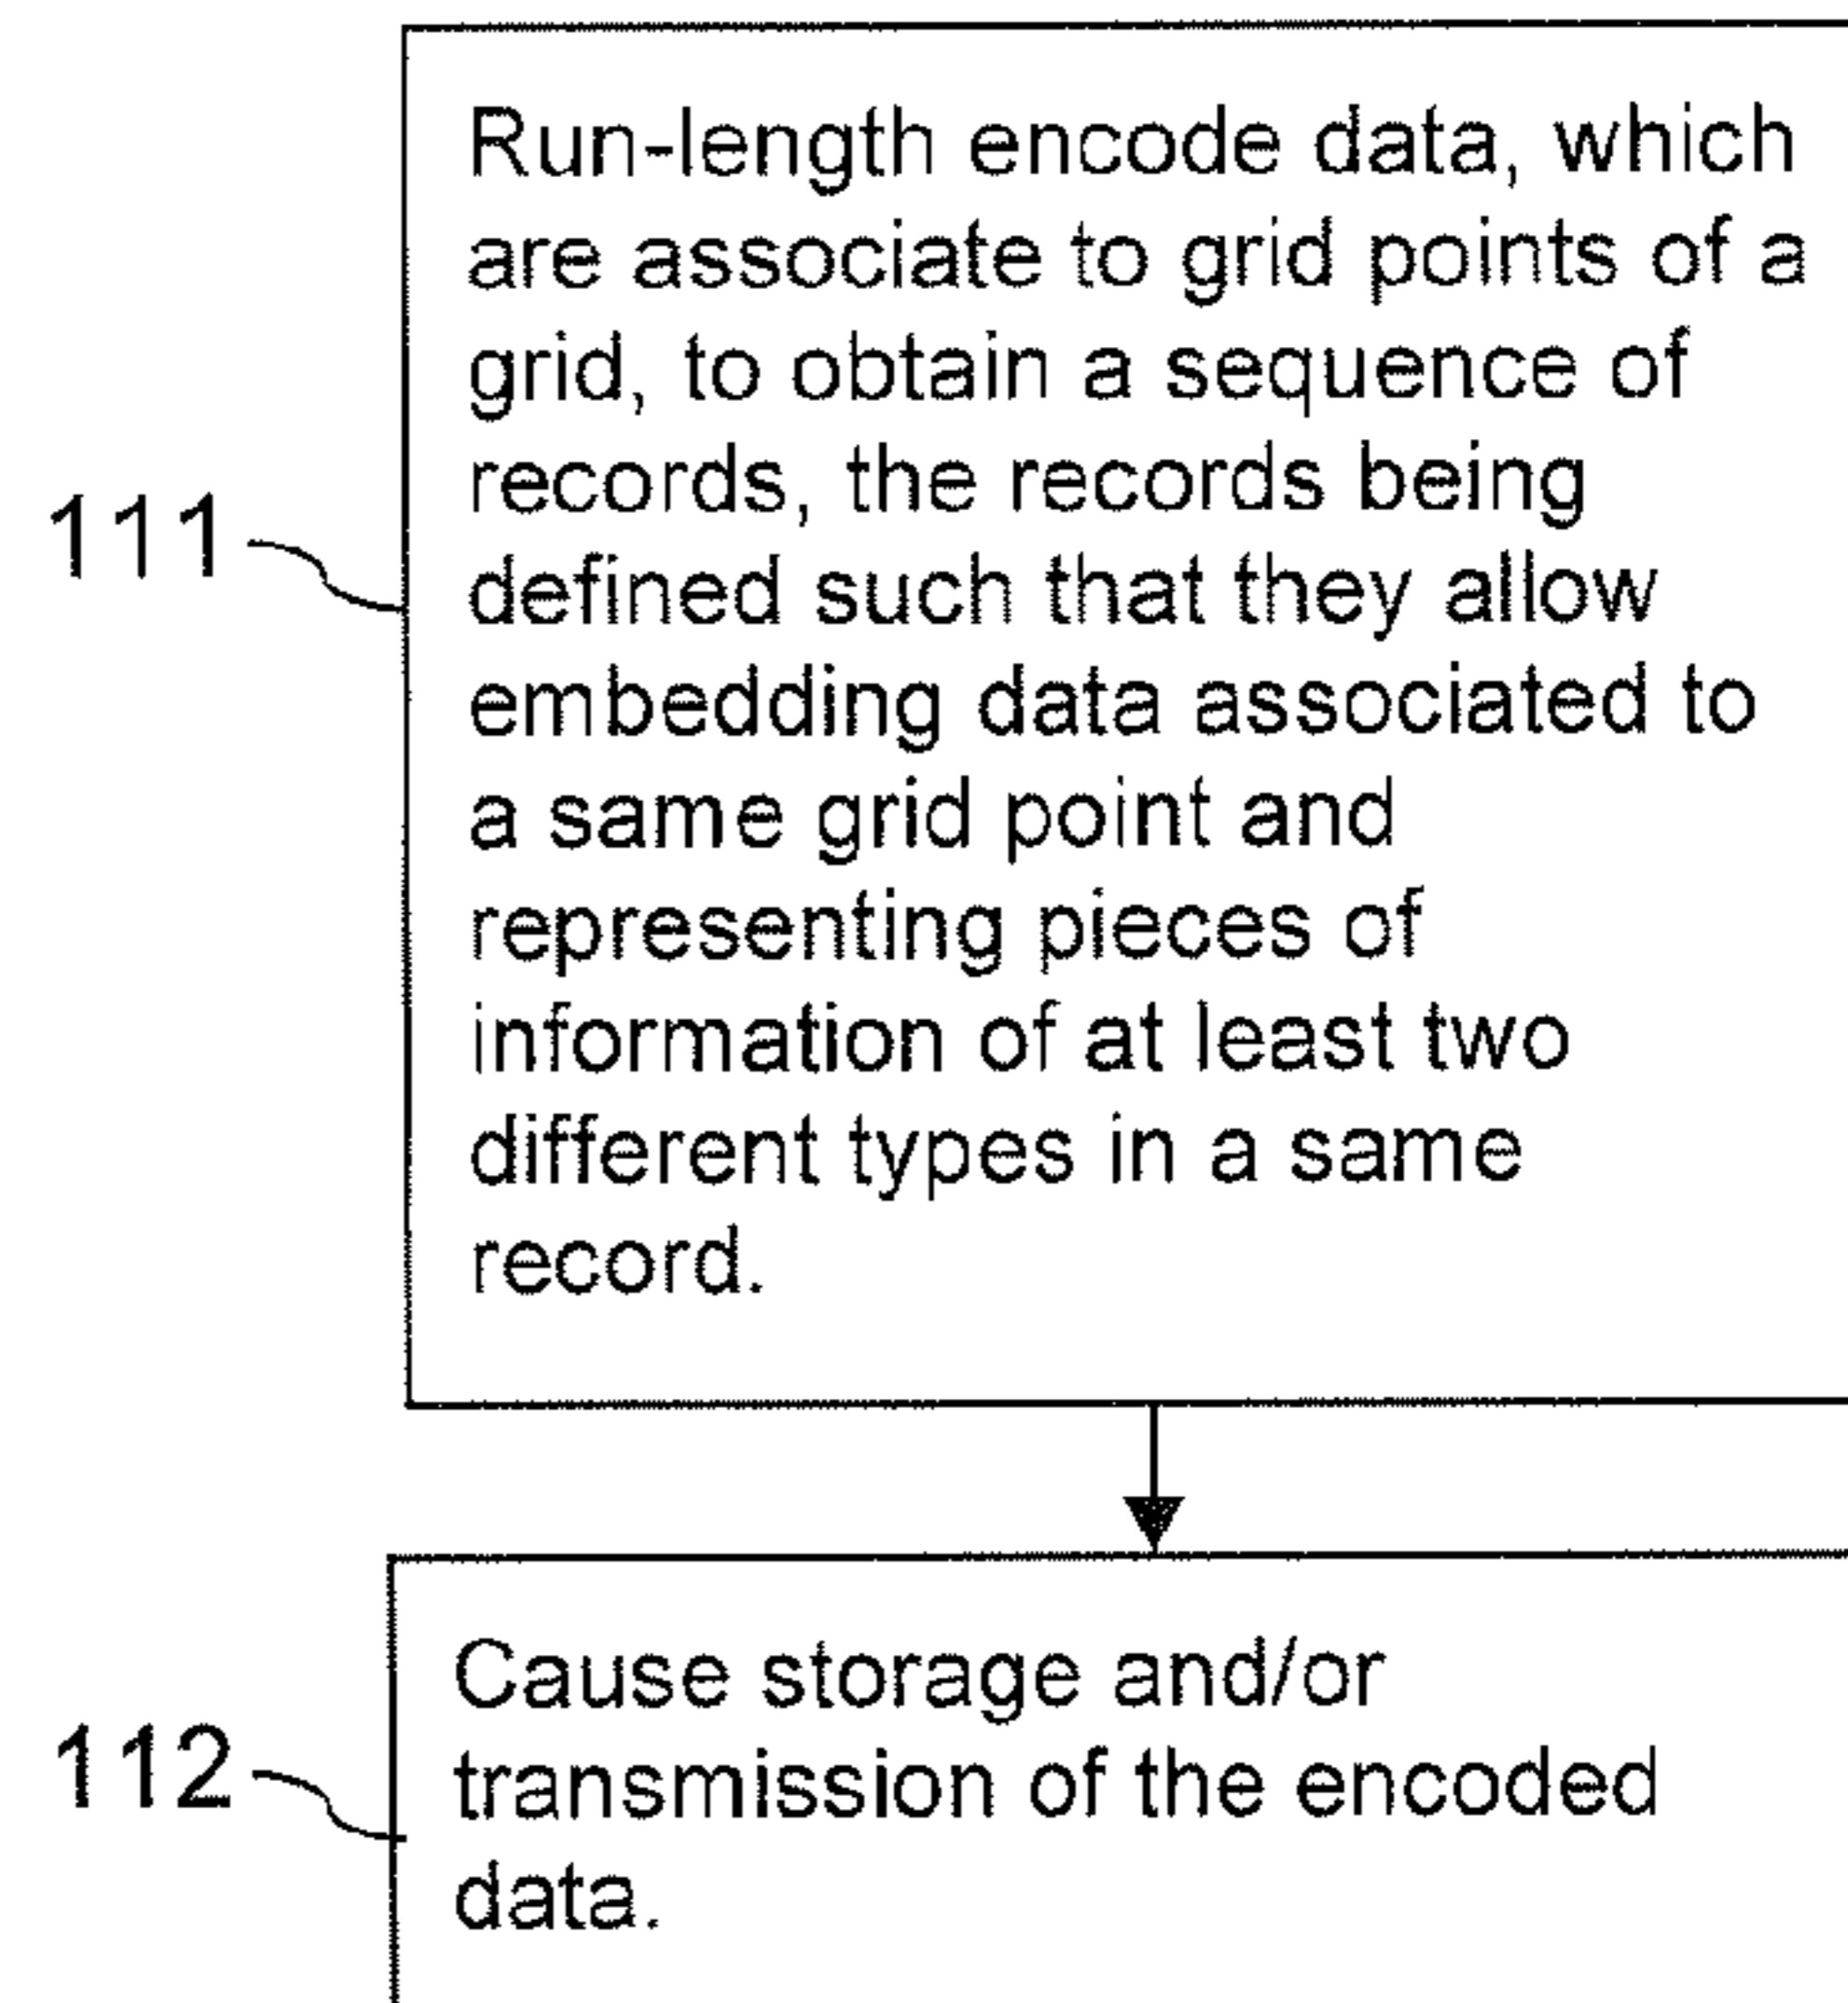 Run-length encode data, which
are associate to grid points of a
grid, to obtain a sequence of
records, the records being
111
defined such that they allow
embedding data associated to
a same grid point and
representing pieces of
information of at least two
different types in a same
record.
Cause storage and/or
112
transmission of the encoded
data.